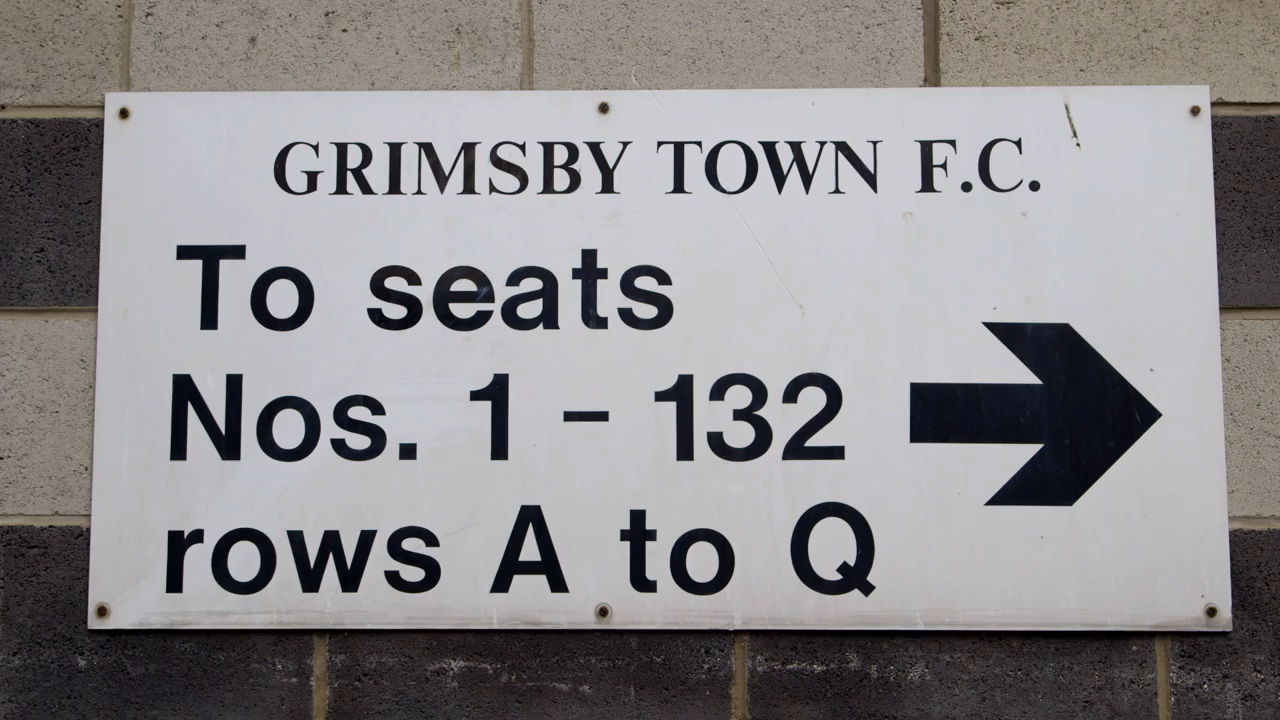 GRIMSBY TOWN F.C.
To seats
Nos. 1 - 132
rows A to Q